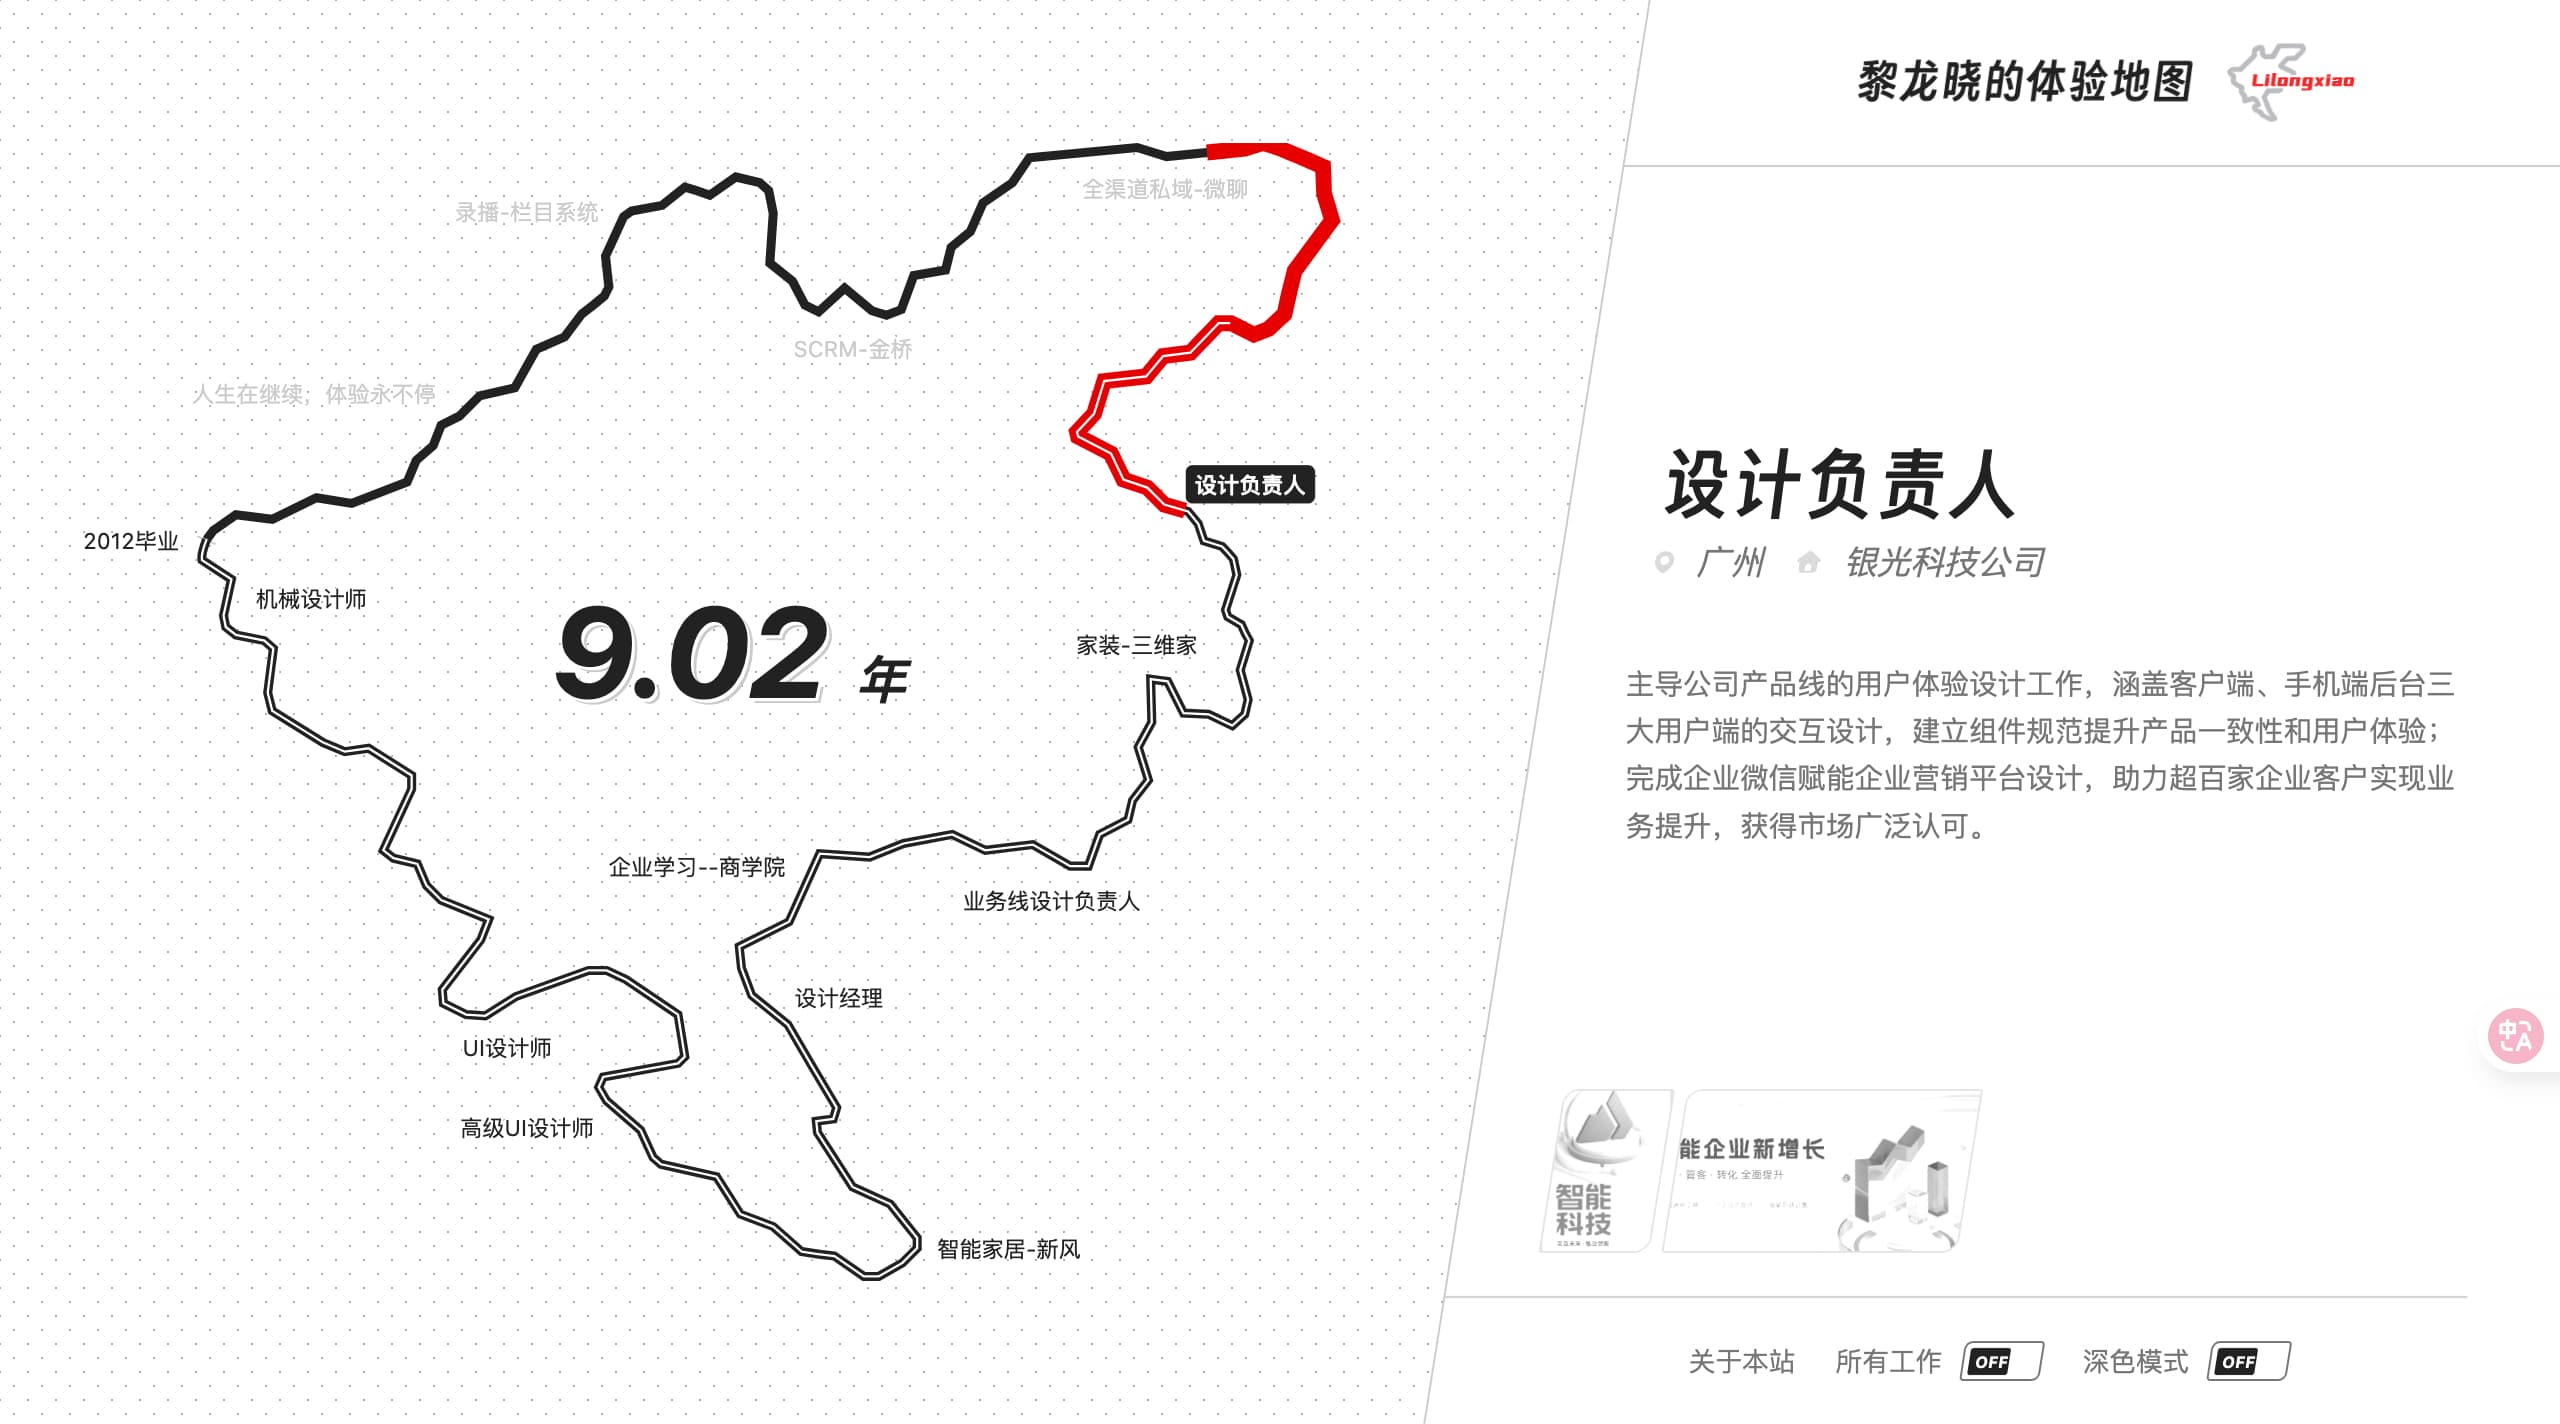 黎龙晓的体验地图
Lilongxiao
录播-栏目系统
全渠道私域-微聊
SCRM-金桥
人生在继续；体验永不停
设计负责人
2012毕业
机械设计师
9.02 年
家装-三维家
企业学习--商学院
业务线设计负责人
设计经理
UI设计师
高级UI设计师
智能家居-新风
设计负责人
广州 银光科技公司
主导公司产品线的用户体验设计工作，涵盖客户端、手机端后台三
大用户端的交互设计，建立组件规范提升产品一致性和用户体验；
完成企业微信赋能企业营销平台设计，助力超百家企业客户实现业
务提升，获得市场广泛认可。
中 A
智能
科技
能企业新增长
管客 · 转化 全面提升
关于本站 所有工作 OFF 深色模式 OFF